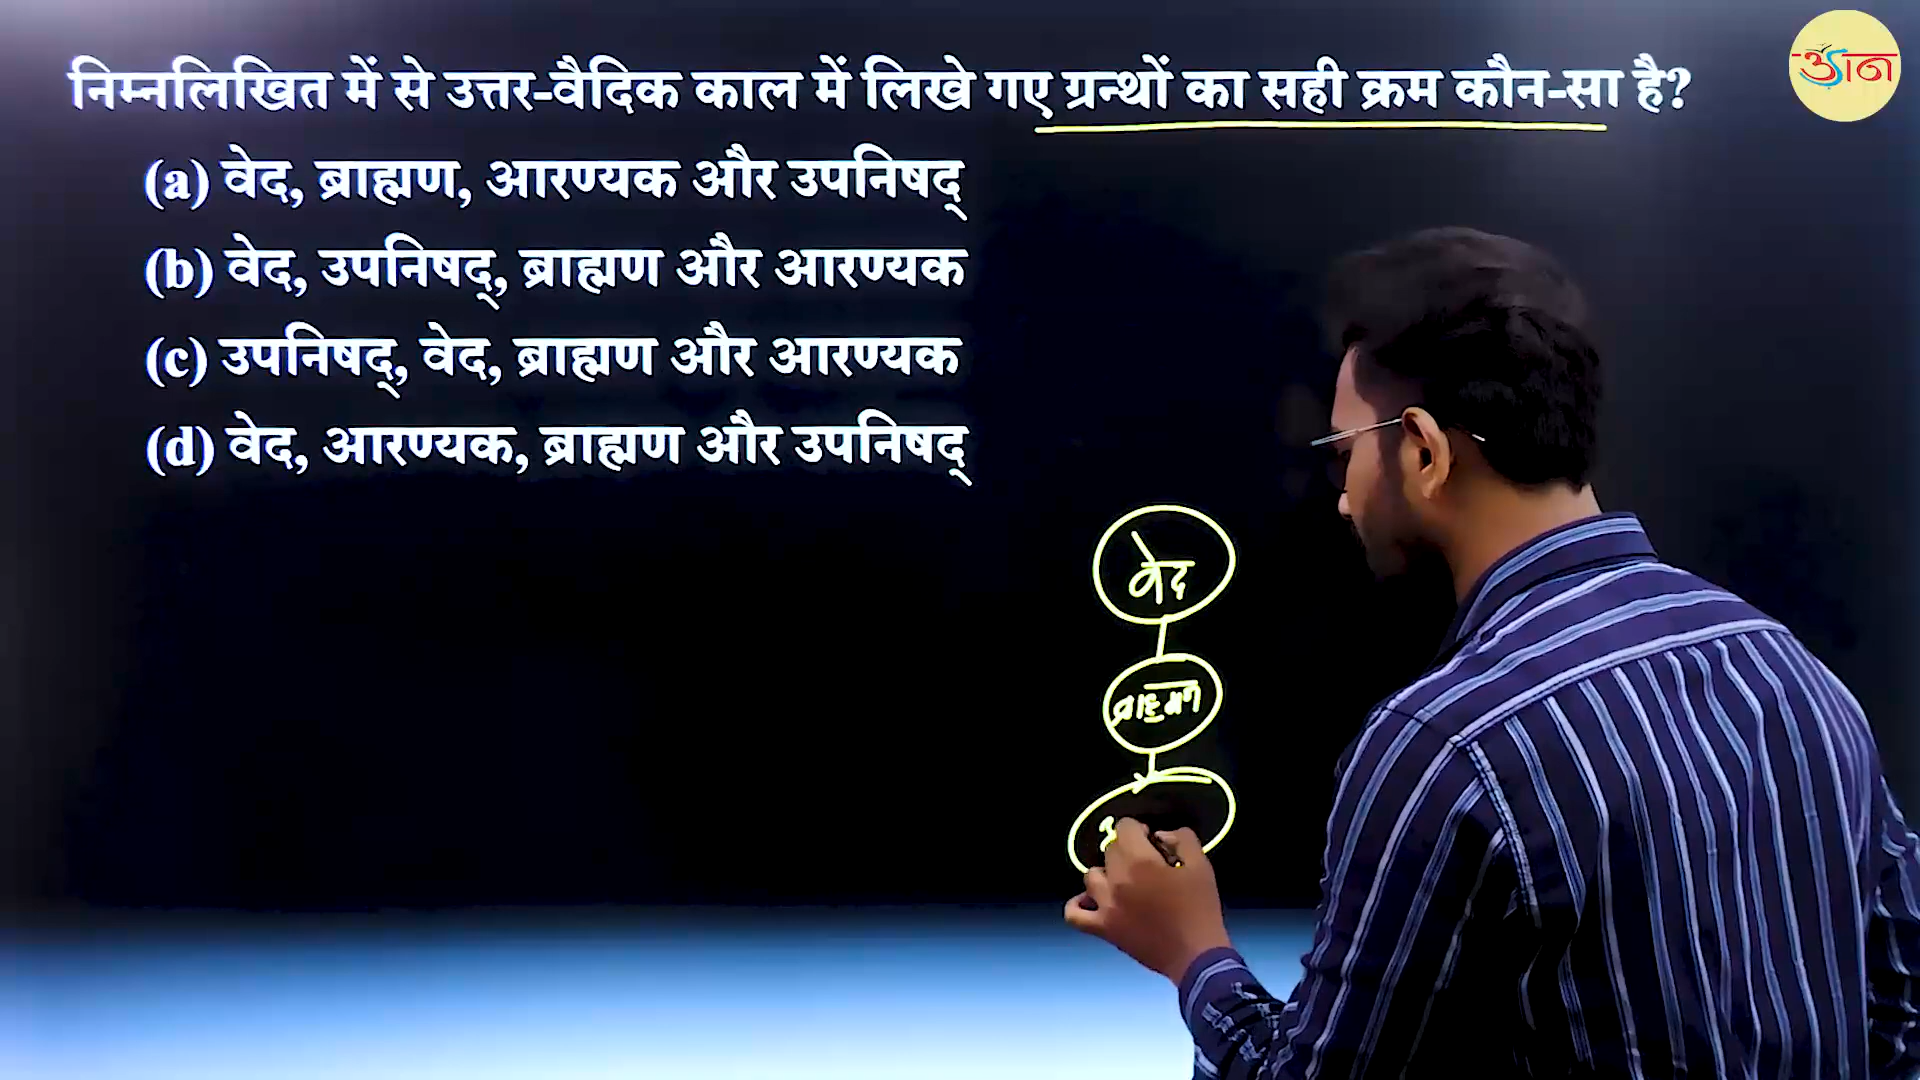 निम्नलिखित में से उत्तर-वैदिक काल में लिखे गए ग्रन्थों का सही क्रम कौन-सा है?
(a) वेद, ब्राह्मण, आरण्यक और उपनिषद्
(b) वेद, उपनिषद्, ब्राह्मण और आरण्यक
(c) उपनिषद्, वेद, ब्राह्मण और आरण्यक
(d) वेद, आरण्यक, ब्राह्मण और उपनिषद्
वेद
ब्राह्मण